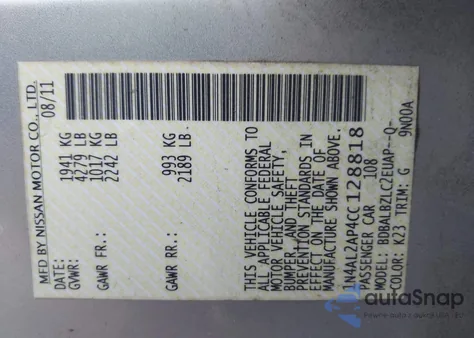 MFD BY NISSAN MOTOR CO., LTD.
DATE: 08/11
GVWR: 1941 KG
4279 LB
GAWR FR: 1017 KG
2242 LB
GAWR RR: 993 KG
2189 LB
THIS VEHICLE CONFORMS TO
ALL APPLICABLE FEDERAL
MOTOR VEHICLE SAFETY,
BUMPER, AND THEFT
PREVENTION STANDARDS IN
EFFECT ON THE DATE OF
MANUFACTURE SHOWN ABOVE.
1N4AL2AP4CC128818
PASSENGER CAR 108
MODEL: BDBALBZLCZEUAP--Q-
COLOR: K23 TRIM: G 9N00A
autoSnap